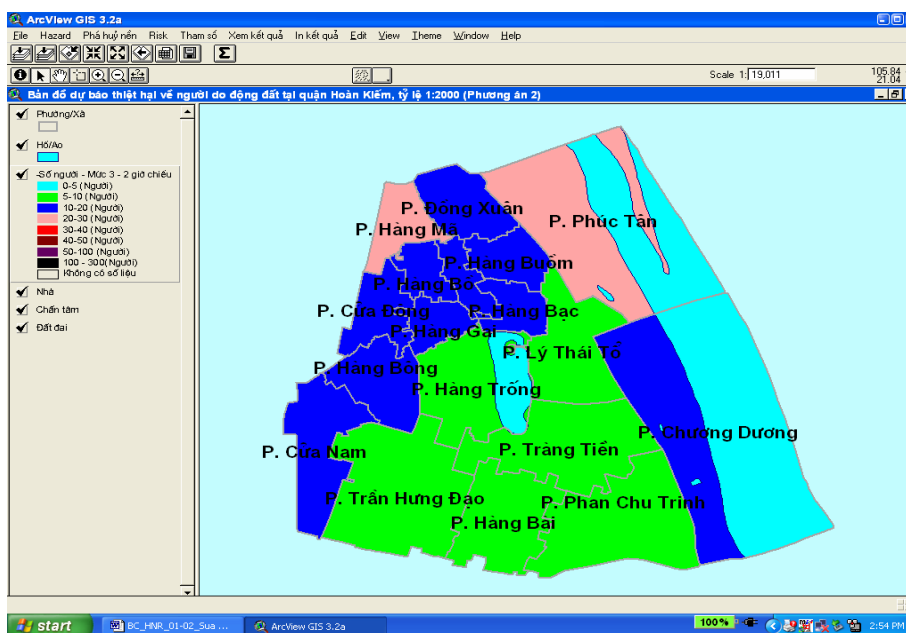 ArcView GIS 3.2a
File Hazard Phá huỷ nền Risk Tham số Xem kết quả In kết quả Edit View Theme Window Help
Scale 1: 19,011
105.84
21.04
Bản đồ dự báo thiệt hại về người do động đất tại quận Hoàn Kiếm, tỷ lệ 1:2000 (Phương án 2)
Phường/Xã
Hồ/Ao
-Số người - Mức 3 - 2 giờ chiều
0-5 (Người)
5-10 (Người)
10-20 (Người)
20-30 (Người)
30-40 (Người)
40-50 (Người)
50-100 (Người)
100 - 300(Người)
Không có số liệu
Nhà
Chấn tâm
Đất đai
P. Đồng Xuân
P. Phúc Tân
P. Hàng Mã
P. Hàng Buồm
P. Hàng Bồ
P. Cửa Đông
P. Hàng Bạc
P. Hàng Gai
P. Lý Thái Tổ
P. Hàng Bông
P. Hàng Trống
P. Chương Dương
P. Cửa Nam
P. Tràng Tiền
P. Trần Hưng Đạo
P. Phan Chu Trinh
P. Hàng Bài
start
BC_HNR_01-02_Sua ...
ArcView GIS 3.2a
100%
2:54 PM